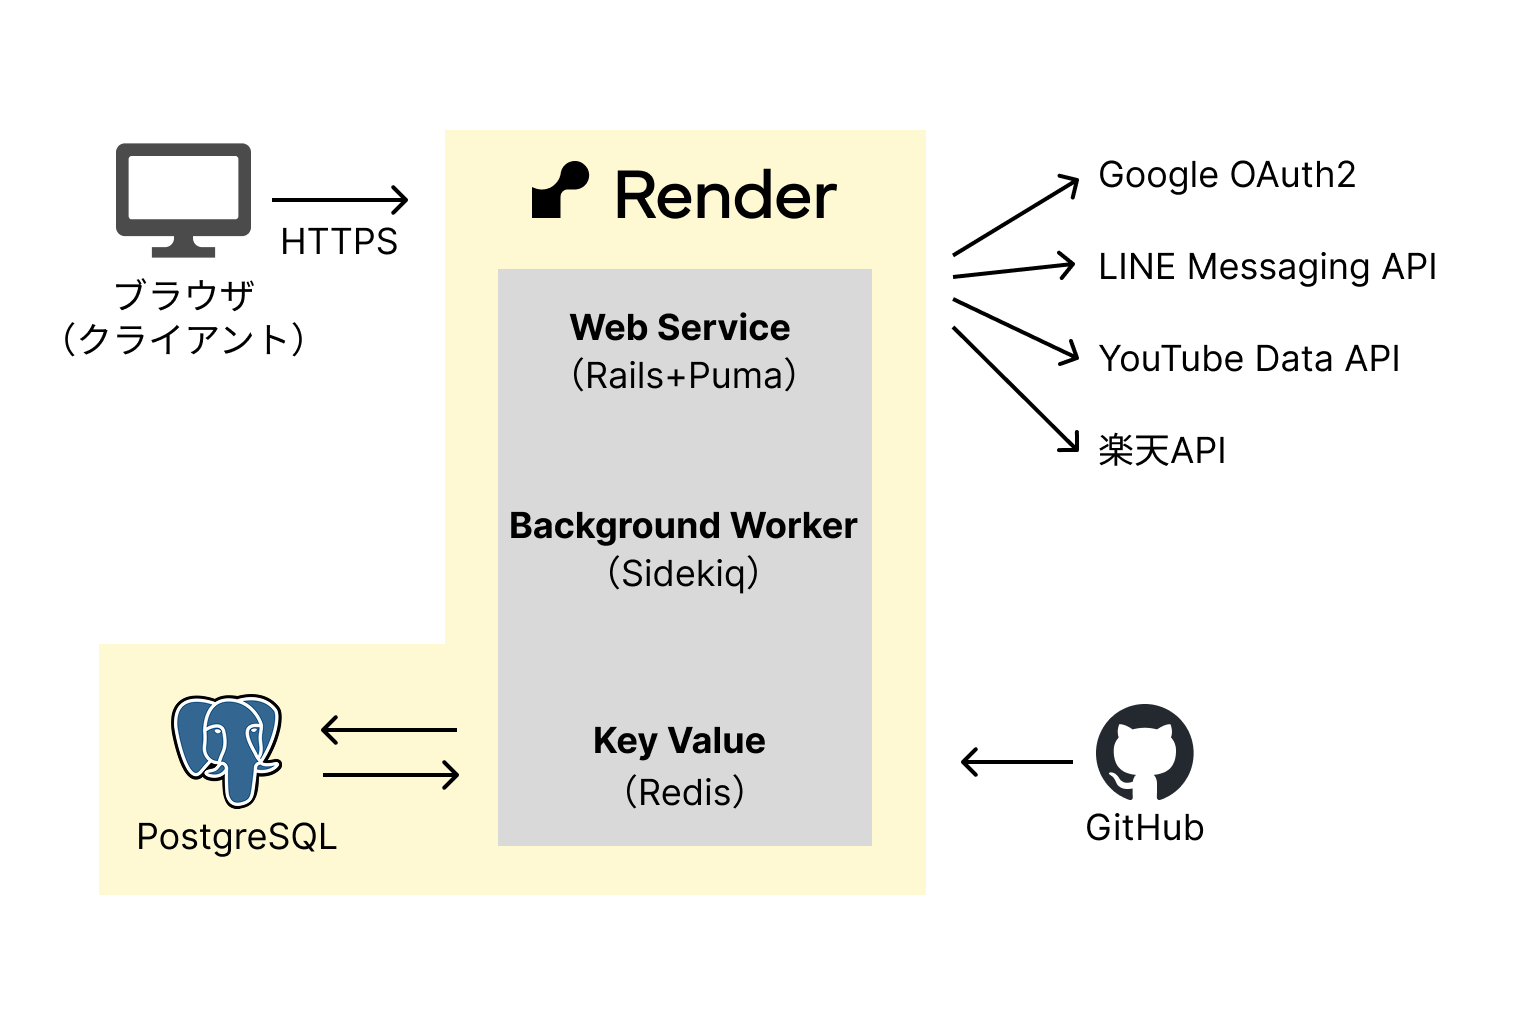 ブラウザ
（クライアント）
HTTPS
Render
Web Service
（Rails+Puma）
Background Worker
（Sidekiq）
Key Value
（Redis）
PostgreSQL
Google OAuth2
LINE Messaging API
YouTube Data API
楽天API
GitHub